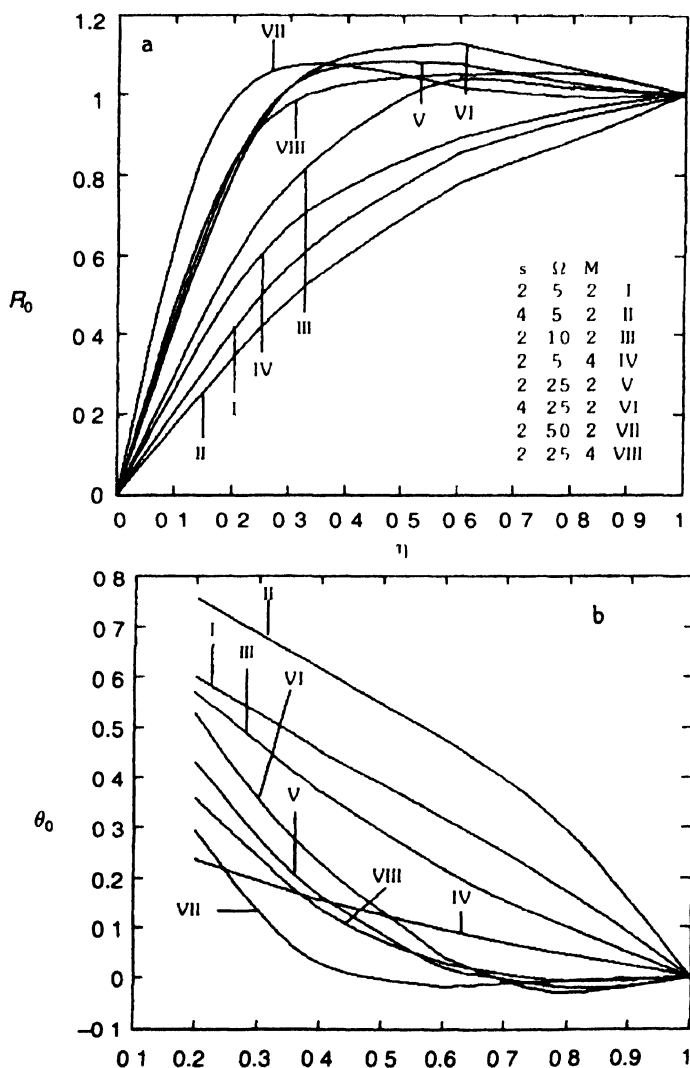 1.2
a
VII
1
V
VI
VIII
0.8
0 6
R₀
III
s Ω M
2 5 2 I
4 5 2 II
2 10 2 III
2 5 4 IV
2 25 2 V
4 25 2 VI
2 50 2 VII
2 25 4 VIII
0.4
IV
I
0 2
II
0
0 0 1 0 2 0 3 0 4 0 5 0 6 0 7 0 8 0 9 1
η
0 8
II
b
0 7
I
III
VI
0 6
0.5
0.4
V
θ₀
0.3
0.2
VIII
IV
VII
0 1
0
−0 1
0 1 0.2 0.3 0.4 0.5 0.6 0.7 0.8 0.9 1